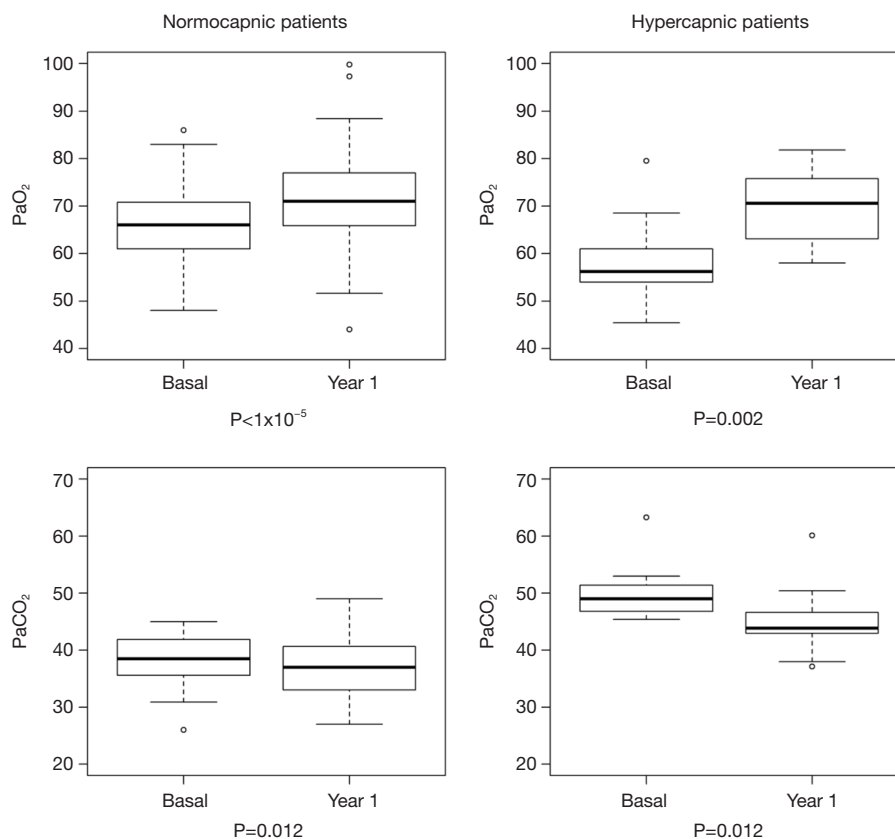 Normocapnic patients
Hypercapnic patients
PaO₂
100
90
80
70
60
50
40
Basal Year 1
P<1x10⁻⁵
PaO₂
100
90
80
70
60
50
40
Basal Year 1
P=0.002
PaCO₂
70
60
50
40
30
20
Basal Year 1
P=0.012
PaCO₂
70
60
50
40
30
20
Basal Year 1
P=0.012